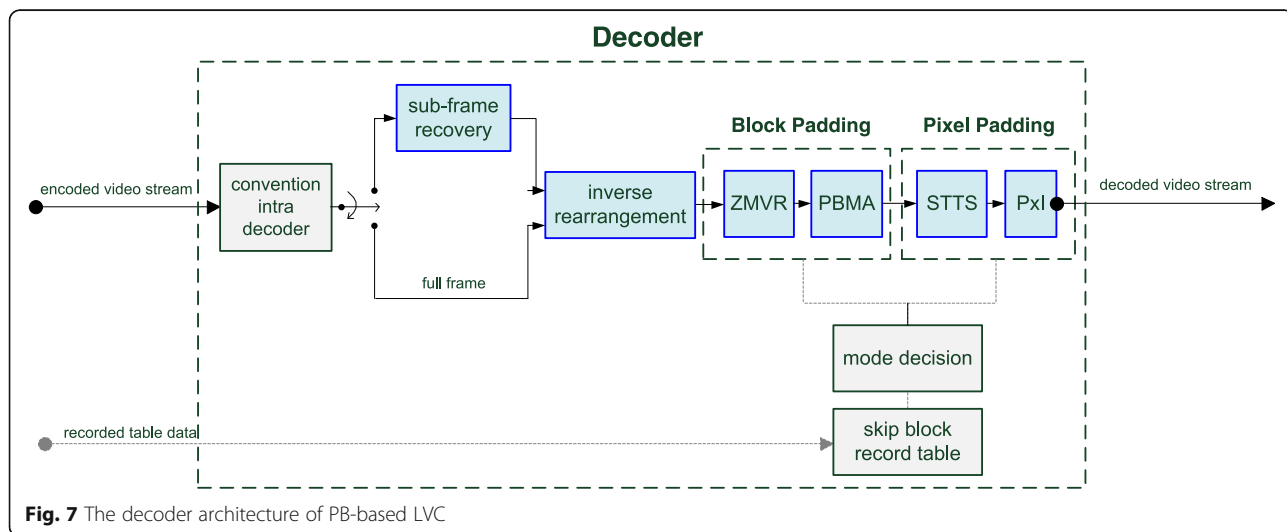 Decoder
sub-frame
recovery
Block Padding
Pixel Padding
encoded video stream
convention
intra
decoder
inverse
rearrangement
ZMVR
PBMA
STTS
PxI
decoded video stream
full frame
mode decision
recorded table data
skip block
record table
Fig. 7 The decoder architecture of PB-based LVC